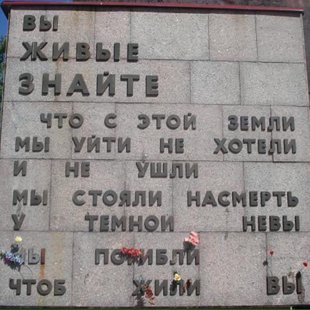 ВЫ
ЖИВЫЕ
ЗНАЙТЕ
ЧТО С ЭТОЙ ЗЕМЛИ
МЫ УЙТИ НЕ ХОТЕЛИ
И НЕ УШЛИ
МЫ СТОЯЛИ НАСМЕРТЬ
У ТЕМНОЙ НЕВЫ
МЫ ПОГИБЛИ
ЧТОБ ЖИЛИ ВЫ